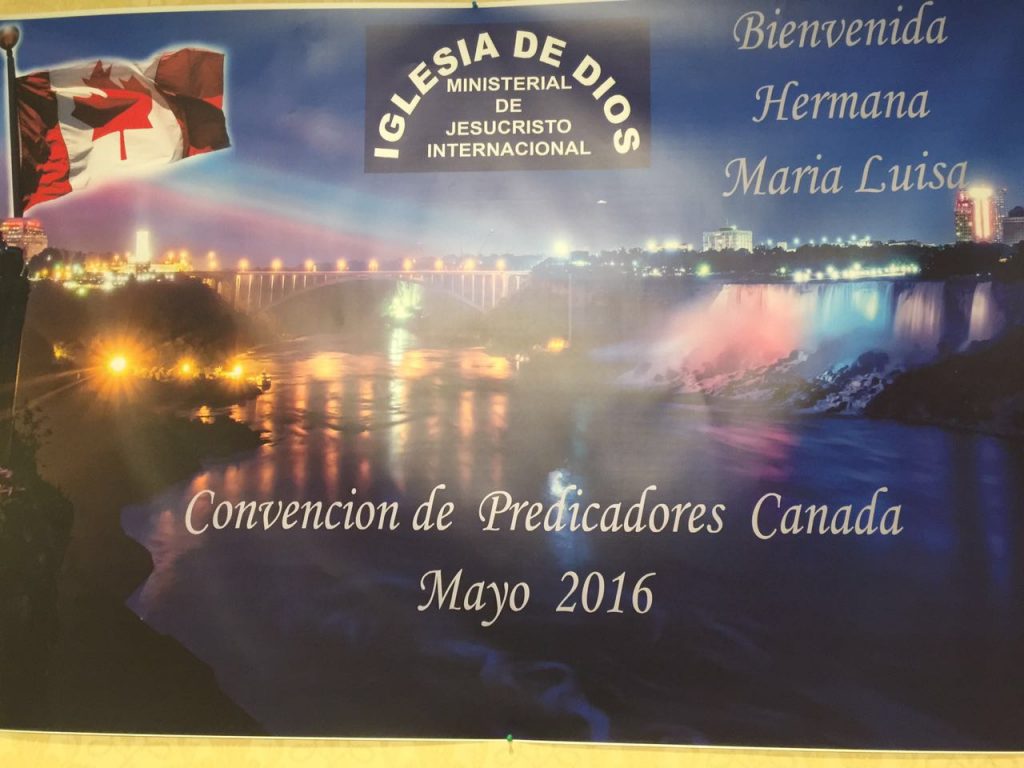 IGLESIA DE DIOS
MINISTERIAL
DE
JESUCRISTO
INTERNACIONAL
Bienvenida
Hermana
Maria Luisa
Convencion de Predicadores Canada
Mayo 2016